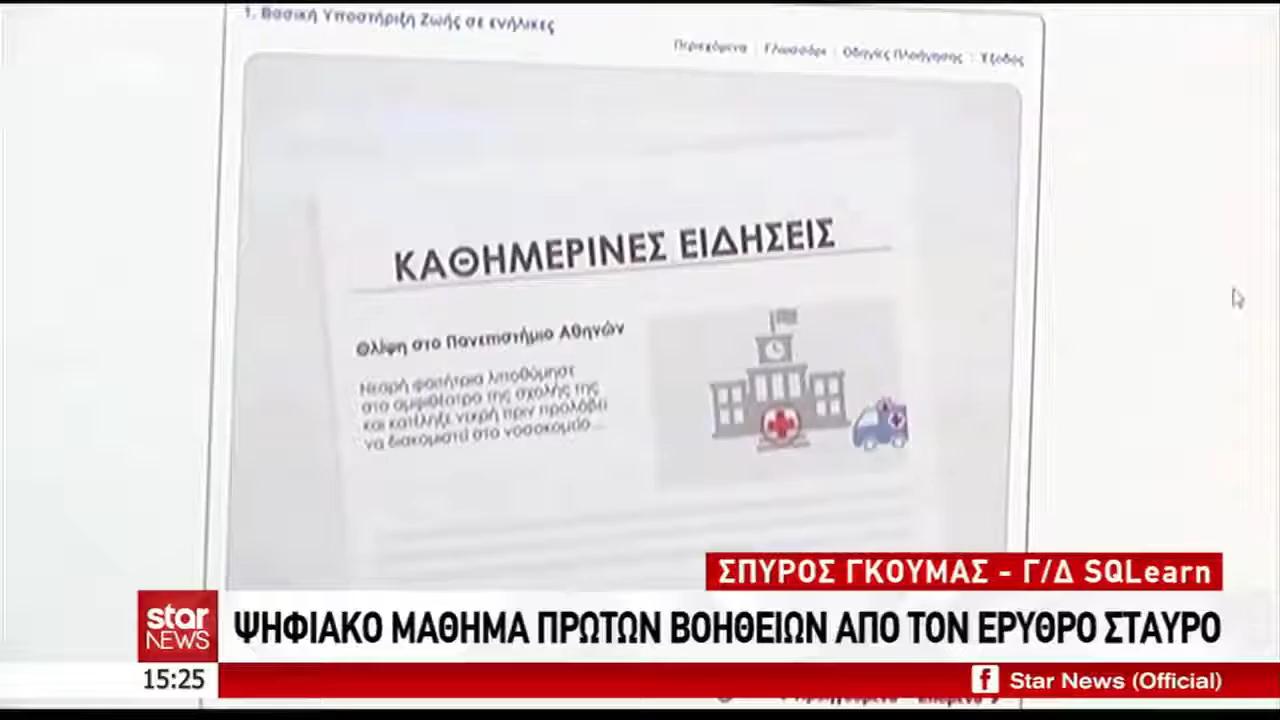 1. Βασική Υποστήριξη Ζωής σε ενήλικες
Περιεχόμενα | Γλωσσάρι | Οδηγίες Πλοήγησης | Έξοδος
ΚΑΘΗΜΕΡΙΝΕΣ ΕΙΔΗΣΕΙΣ
Θλίψη στο Πανεπιστήμιο Αθηνών
Νεαρή φοιτήτρια λιποθύμησε
στο αμφιθέατρο της σχολής της
και κατέληξε νεκρή πριν προλάβει
να διακομιστεί στο νοσοκομείο...
ΣΠΥΡΟΣ ΓΚΟΥΜΑΣ - Γ/Δ SQLearn
star
NEWS
ΨΗΦΙΑΚΟ ΜΑΘΗΜΑ ΠΡΩΤΩΝ ΒΟΗΘΕΙΩΝ ΑΠΟ ΤΟΝ ΕΡΥΘΡΟ ΣΤΑΥΡΟ
15:25
f Star News (Official)